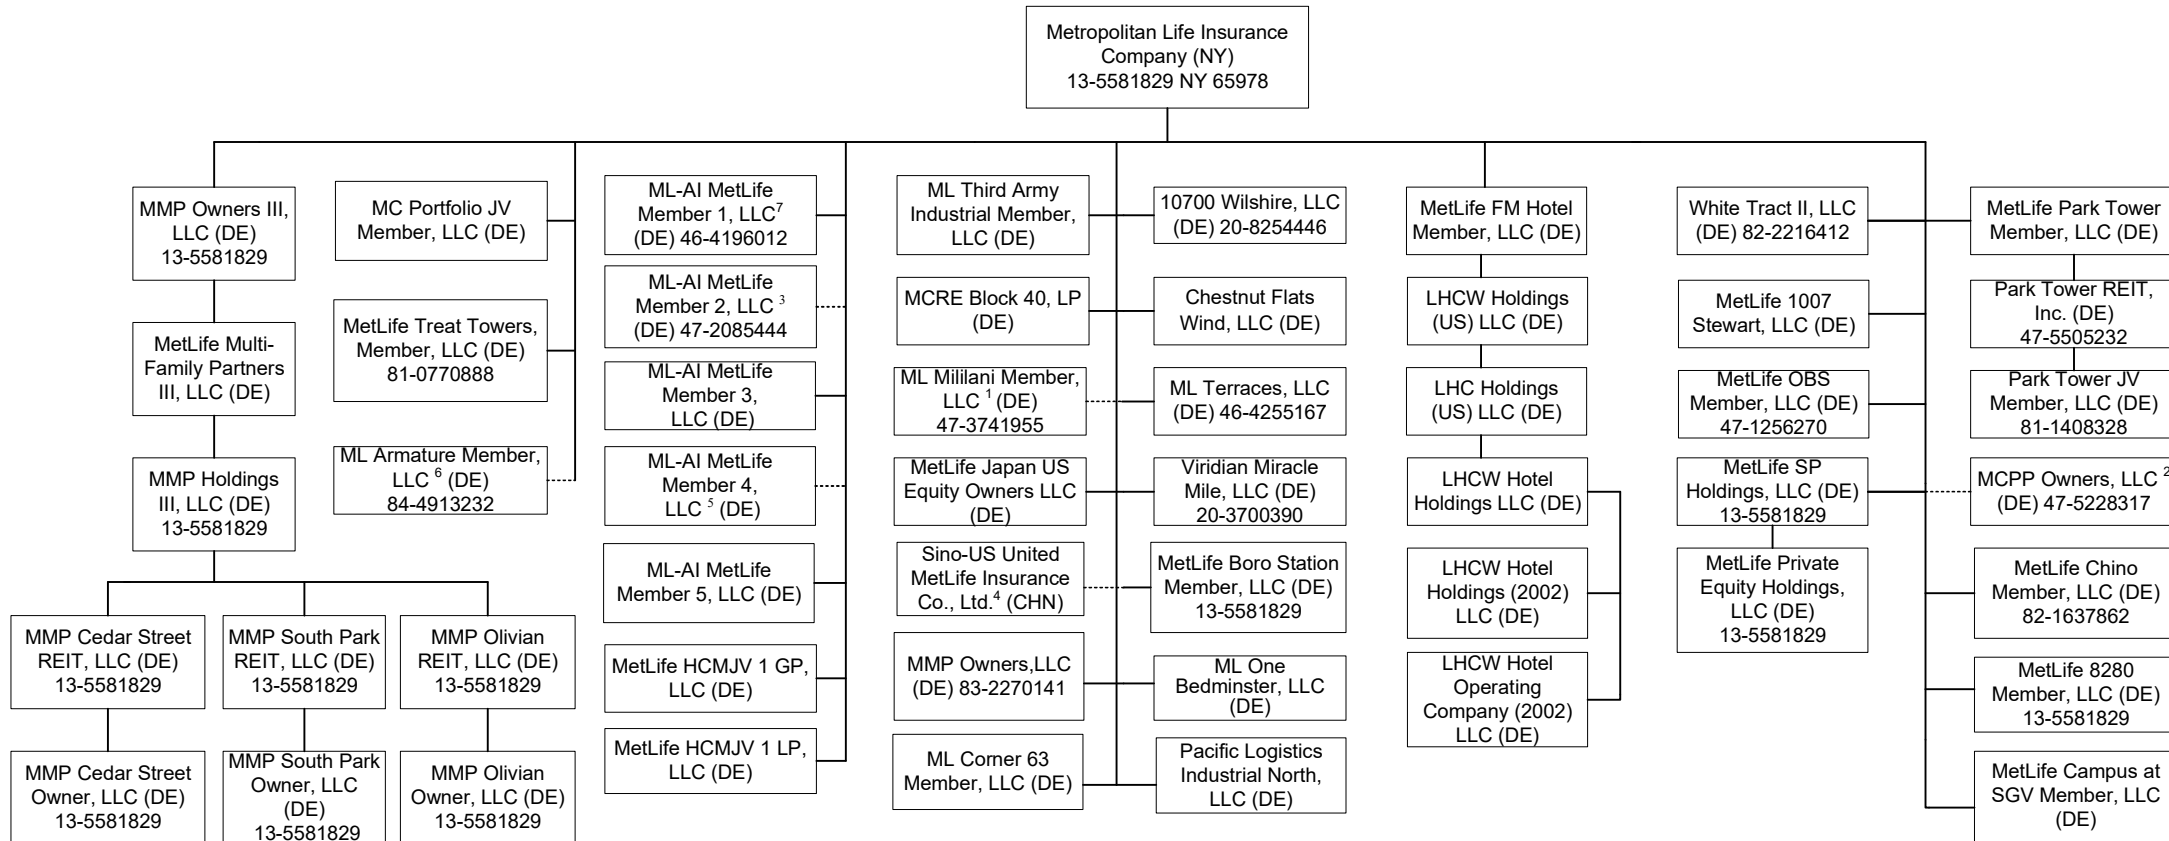 Metropolitan Life Insurance
Company (NY)
13-5581829 NY 65978
MMP Owners III,
LLC (DE)
13-5581829
MetLife Multi-
Family Partners
III, LLC (DE)
MMP Holdings
III, LLC (DE)
13-5581829
MMP Cedar Street
REIT, LLC (DE)
13-5581829
MMP South Park
REIT, LLC (DE)
13-5581829
MMP Olivian
REIT, LLC (DE)
13-5581829
MMP Cedar Street
Owner, LLC (DE)
13-5581829
MMP South Park
Owner, LLC
(DE)
13-5581829
MMP Olivian
Owner, LLC (DE)
13-5581829
MC Portfolio JV
Member, LLC (DE)
MetLife Treat Towers,
Member, LLC (DE)
81-0770888
ML Armature Member,
LLC 6 (DE)
84-4913232
ML-AI MetLife
Member 1, LLC7
(DE) 46-4196012
ML-AI MetLife
Member 2, LLC 3
(DE) 47-2085444
ML-AI MetLife
Member 3,
LLC (DE)
ML-AI MetLife
Member 4,
LLC 5 (DE)
ML-AI MetLife
Member 5, LLC (DE)
MetLife HCMJV 1 GP,
LLC (DE)
MetLife HCMJV 1 LP,
LLC (DE)
ML Third Army
Industrial Member,
LLC (DE)
MCRE Block 40, LP
(DE)
ML Mililani Member,
LLC 1 (DE)
47-3741955
MetLife Japan US
Equity Owners LLC
(DE)
Sino-US United
MetLife Insurance
Co., Ltd.4 (CHN)
MMP Owners,LLC
(DE) 83-2270141
ML Corner 63
Member, LLC (DE)
10700 Wilshire, LLC
(DE) 20-8254446
Chestnut Flats
Wind, LLC (DE)
ML Terraces, LLC
(DE) 46-4255167
Viridian Miracle
Mile, LLC (DE)
20-3700390
MetLife Boro Station
Member, LLC (DE)
13-5581829
ML One
Bedminster, LLC
(DE)
Pacific Logistics
Industrial North,
LLC (DE)
MetLife FM Hotel
Member, LLC (DE)
LHCW Holdings
(US) LLC (DE)
LHC Holdings
(US) LLC (DE)
LHCW Hotel
Holdings LLC (DE)
LHCW Hotel
Holdings (2002)
LLC (DE)
LHCW Hotel
Operating
Company (2002)
LLC (DE)
White Tract II, LLC
(DE) 82-2216412
MetLife 1007
Stewart, LLC (DE)
MetLife OBS
Member, LLC (DE)
47-1256270
MetLife SP
Holdings, LLC (DE)
13-5581829
MetLife Private
Equity Holdings,
LLC (DE)
13-5581829
MetLife Park Tower
Member, LLC (DE)
Park Tower REIT,
Inc. (DE)
47-5505232
Park Tower JV
Member, LLC (DE)
81-1408328
MCPP Owners, LLC 2
(DE) 47-5228317
MetLife Chino
Member, LLC (DE)
82-1637862
MetLife 8280
Member, LLC (DE)
13-5581829
MetLife Campus at
SGV Member, LLC
(DE)